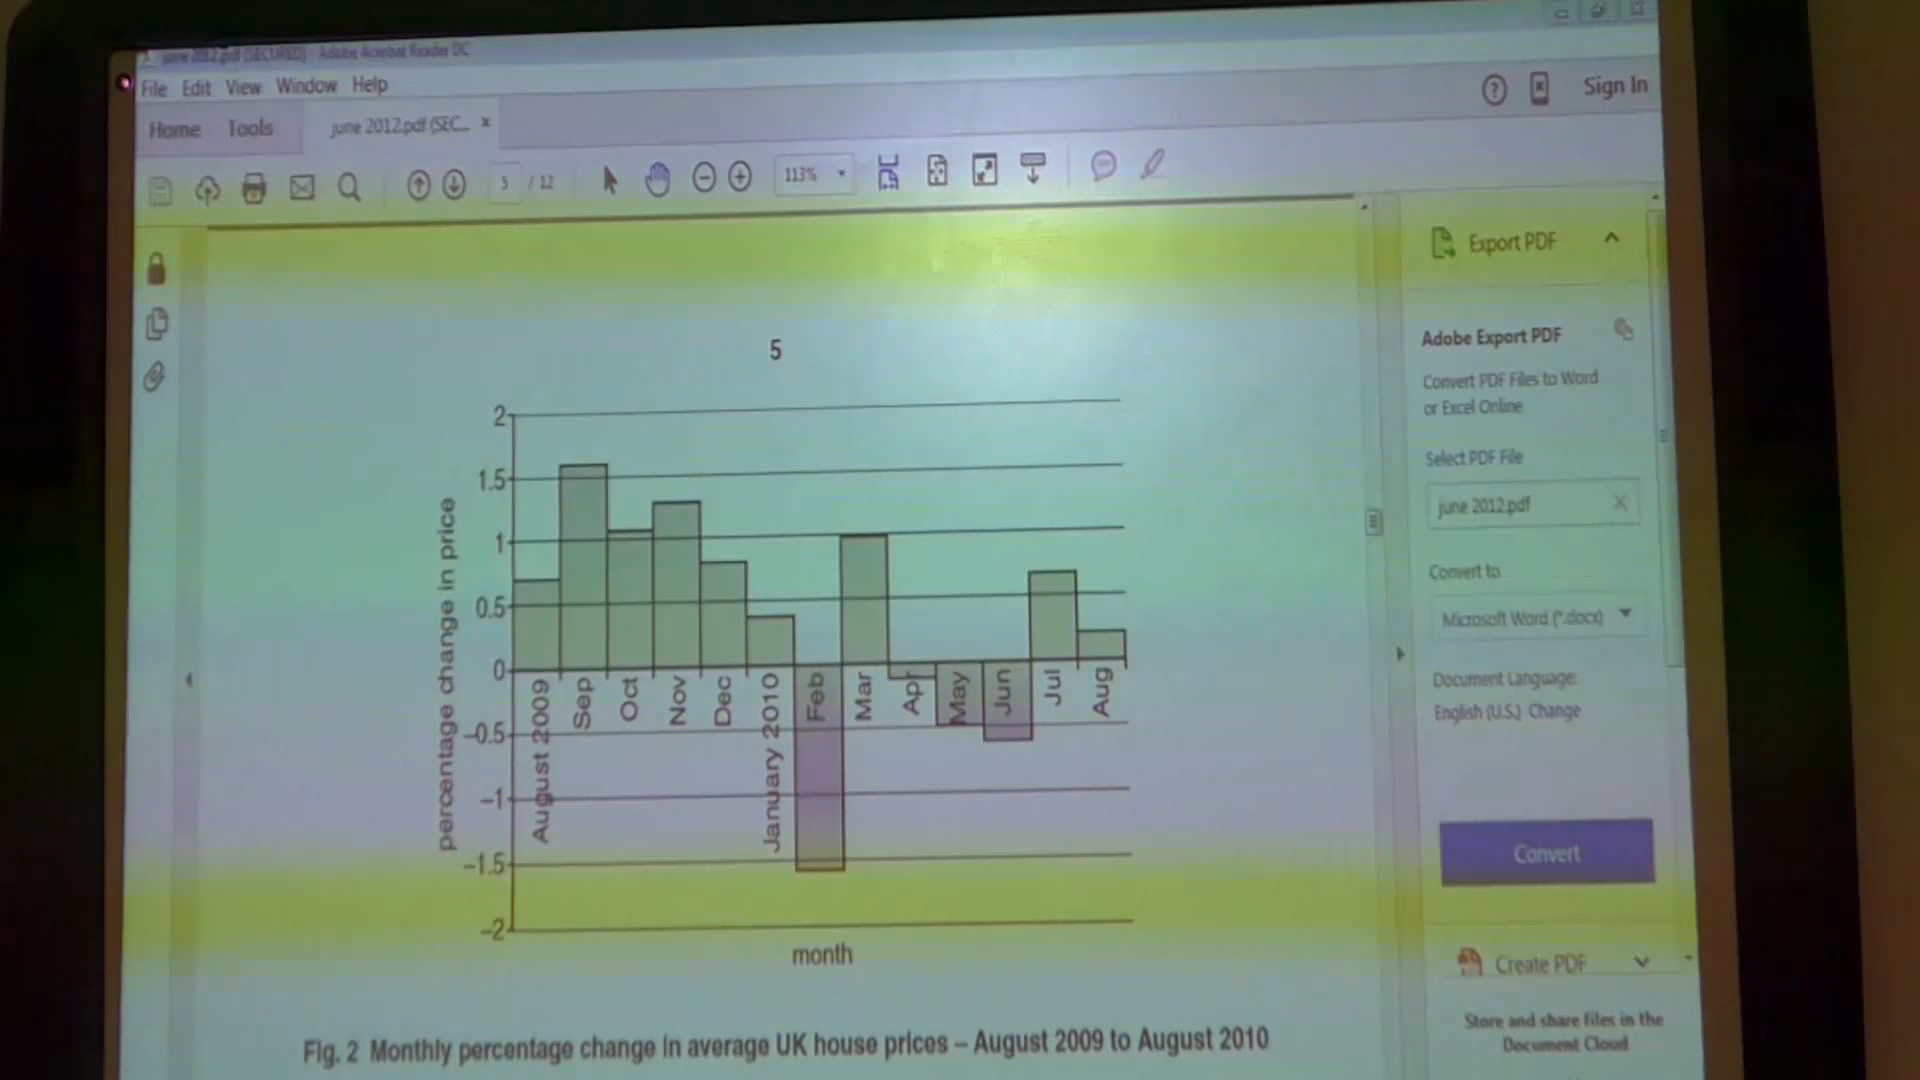 june 2012.pdf (SECURED) - Adobe Acrobat Reader DC
File Edit View Window Help
Home Tools june 2012.pdf (SEC... x
Sign In
5 / 12
113%
Export PDF
Adobe Export PDF
Convert PDF Files to Word
or Excel Online
Select PDF File
june 2012.pdf
Convert to
Microsoft Word (*.docx)
Document Language:
English (U.S.) Change
Convert
Create PDF
Store and share files in the
Document Cloud
5
percentage change in price
2
1.5
1
0.5
0
–0.5
–1
–1.5
–2
August 2009
Sep
Oct
Nov
Dec
January 2010
Feb
Mar
Apr
May
Jun
Jul
Aug
month
Fig. 2 Monthly percentage change in average UK house prices – August 2009 to August 2010